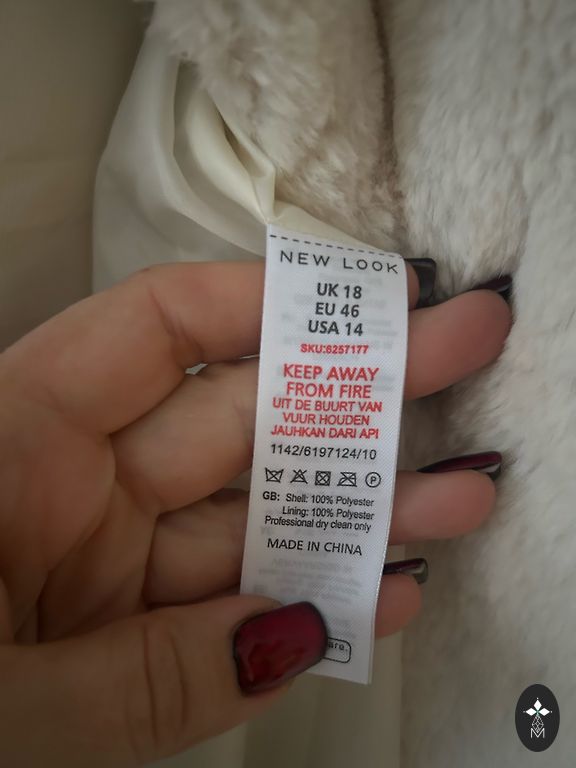 NEW LOOK
UK 18
EU 46
USA 14
SKU:6257177
KEEP AWAY
FROM FIRE
UIT DE BUURT VAN
VUUR HOUDEN
JAUHKAN DARI API
1142/6197124/10
P
GB: Shell: 100% Polyester
Lining: 100% Polyester
Professional dry clean only
MADE IN CHINA
are.
M